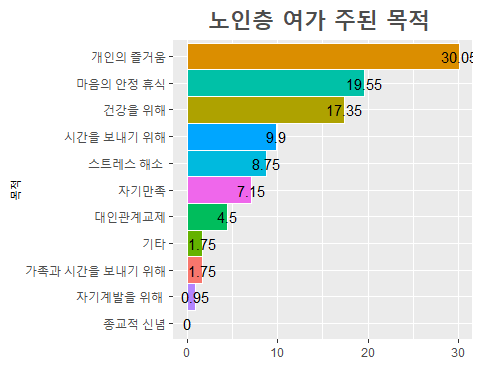 노인층 여가 주된 목적
목적
개인의 즐거움 30.05
마음의 안정 휴식 19.55
건강을 위해 17.35
시간을 보내기 위해 9.9
스트레스 해소 8.75
자기만족 7.15
대인관계교제 4.5
기타 1.75
가족과 시간을 보내기 위해 1.75
자기계발을 위해 0.95
종교적 신념 0
0 10 20 30